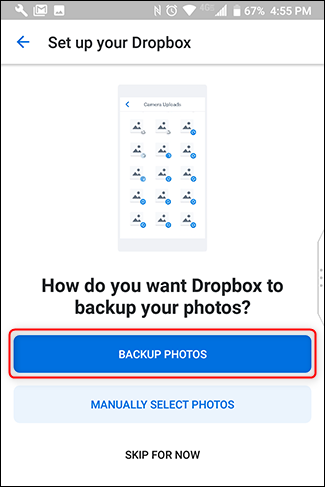 4G 67% 4:55 PM
Set up your Dropbox
Camera Uploads
How do you want Dropbox to
backup your photos?
BACKUP PHOTOS
MANUALLY SELECT PHOTOS
SKIP FOR NOW